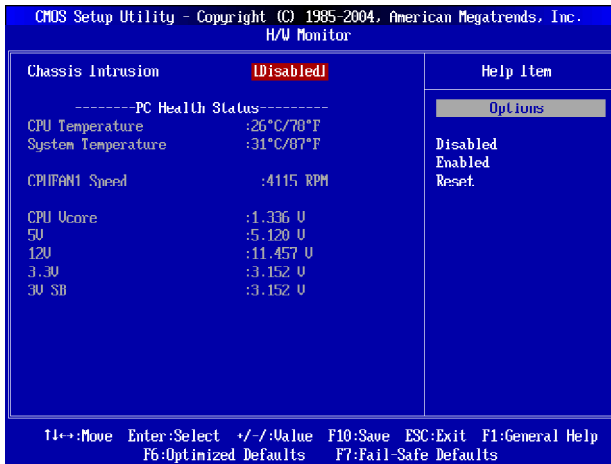 CMOS Setup Utility - Copyright (C) 1985-2004, American Megatrends, Inc.
H/W Monitor
Chassis Intrusion [Disabled]
--------PC Health Status---------
CPU Temperature :26°C/78°F
System Temperature :31°C/87°F
CPUFAN1 Speed :4115 RPM
CPU Vcore :1.336 V
5V :5.120 V
12V :11.457 V
3.3V :3.152 V
3V SB :3.152 V
Help Item
Options
Disabled
Enabled
Reset
↑↓←→:Move Enter:Select +/-/:Value F10:Save ESC:Exit F1:General Help
F6:Optimized Defaults F7:Fail-Safe Defaults